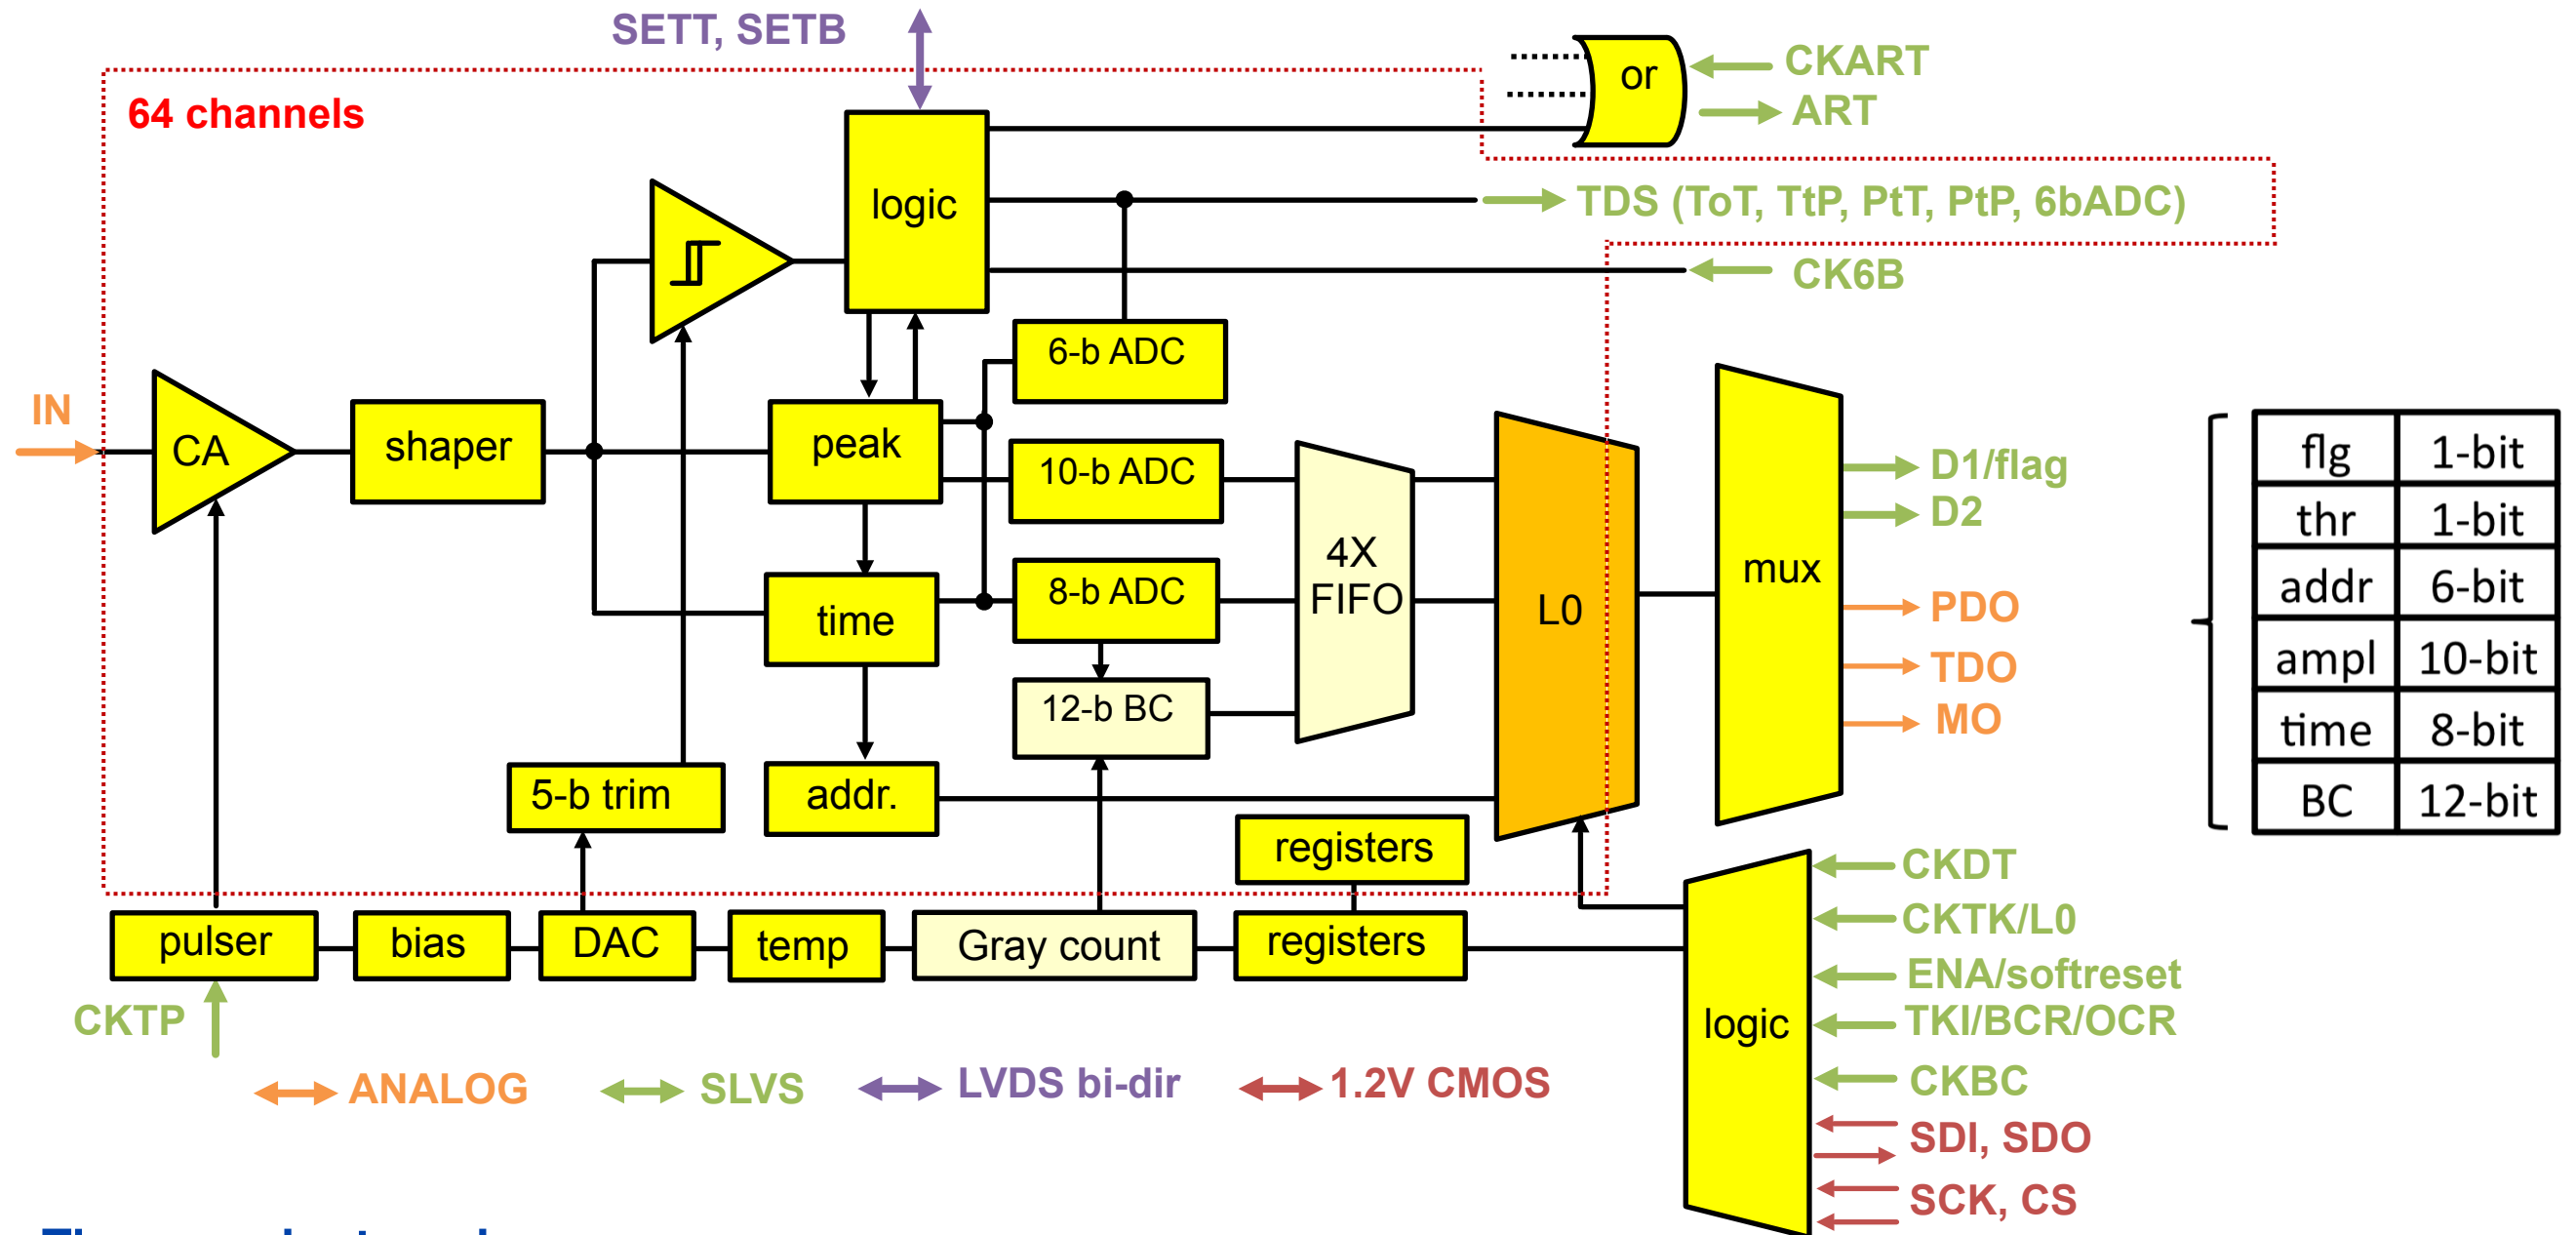 SETT, SETB
or
CKART
ART
64 channels
logic
TDS (ToT, TtP, PtT, PtP, 6bADC)
CK6B
6-b ADC
IN
CA
shaper
peak
10-b ADC
8-b ADC
4X
FIFO
L0
mux
D1/flag
D2
PDO
TDO
MO
time
12-b BC
5-b trim
addr.
registers
flg 1-bit
thr 1-bit
addr 6-bit
ampl 10-bit
time 8-bit
BC 12-bit
pulser
bias
DAC
temp
Gray count
registers
logic
CKDT
CKTK/L0
ENA/softreset
TKI/BCR/OCR
CKBC
SDI, SDO
SCK, CS
CKTP
ANALOG
SLVS
LVDS bi-dir
1.2V CMOS